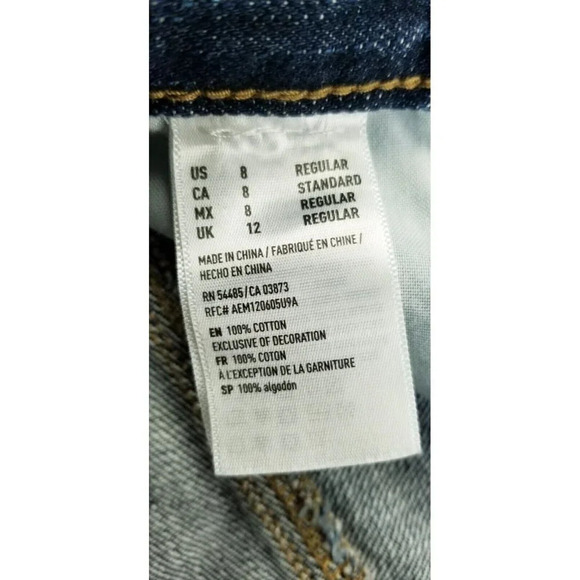 US 8 REGULAR
CA 8 STANDARD
MX 8 REGULAR
UK 12 REGULAR
MADE IN CHINA / FABRIQUÉ EN CHINE /
HECHO EN CHINA
RN 54485/CA 03873
RFC# AEM120605U9A
EN 100% COTTON
EXCLUSIVE OF DECORATION
FR 100% COTON
À L'EXCEPTION DE LA GARNITURE
SP 100% algodón